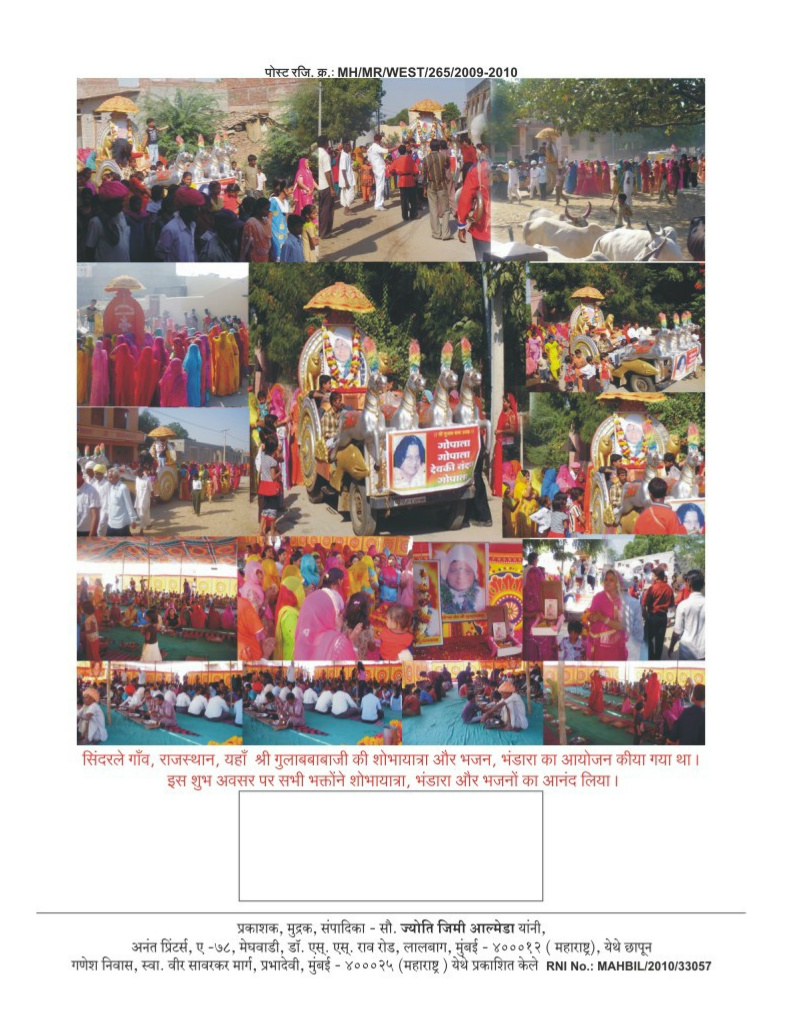 पोस्ट रजि. क्र.: MH/MR/WEST/265/2009-2010
गोपाला
गोपाला
देवकी नंद
गोपाला
सिंदरले गाँव, राजस्थान, यहाँ श्री गुलाबबाबाजी की शोभायात्रा और भजन, भंडारा का आयोजन कीया गया था।
इस शुभ अवसर पर सभी भक्तोंने शोभायात्रा, भंडारा और भजनों का आनंद लिया।
प्रकाशक, मुद्रक, संपादिका - सौ. ज्योति जिमी आल्मेडा यांनी,
अनंत प्रिंटर्स, ए -७८, मेघवाडी, डॉ. एस्. एस्. राव रोड, लालबाग, मुंबई - ४०००१२ ( महाराष्ट्र), येथे छापून
गणेश निवास, स्वा. वीर सावरकर मार्ग, प्रभादेवी, मुंबई - ४०००२५ (महाराष्ट्र ) येथे प्रकाशित केले RNI No.: MAHBIL/2010/33057